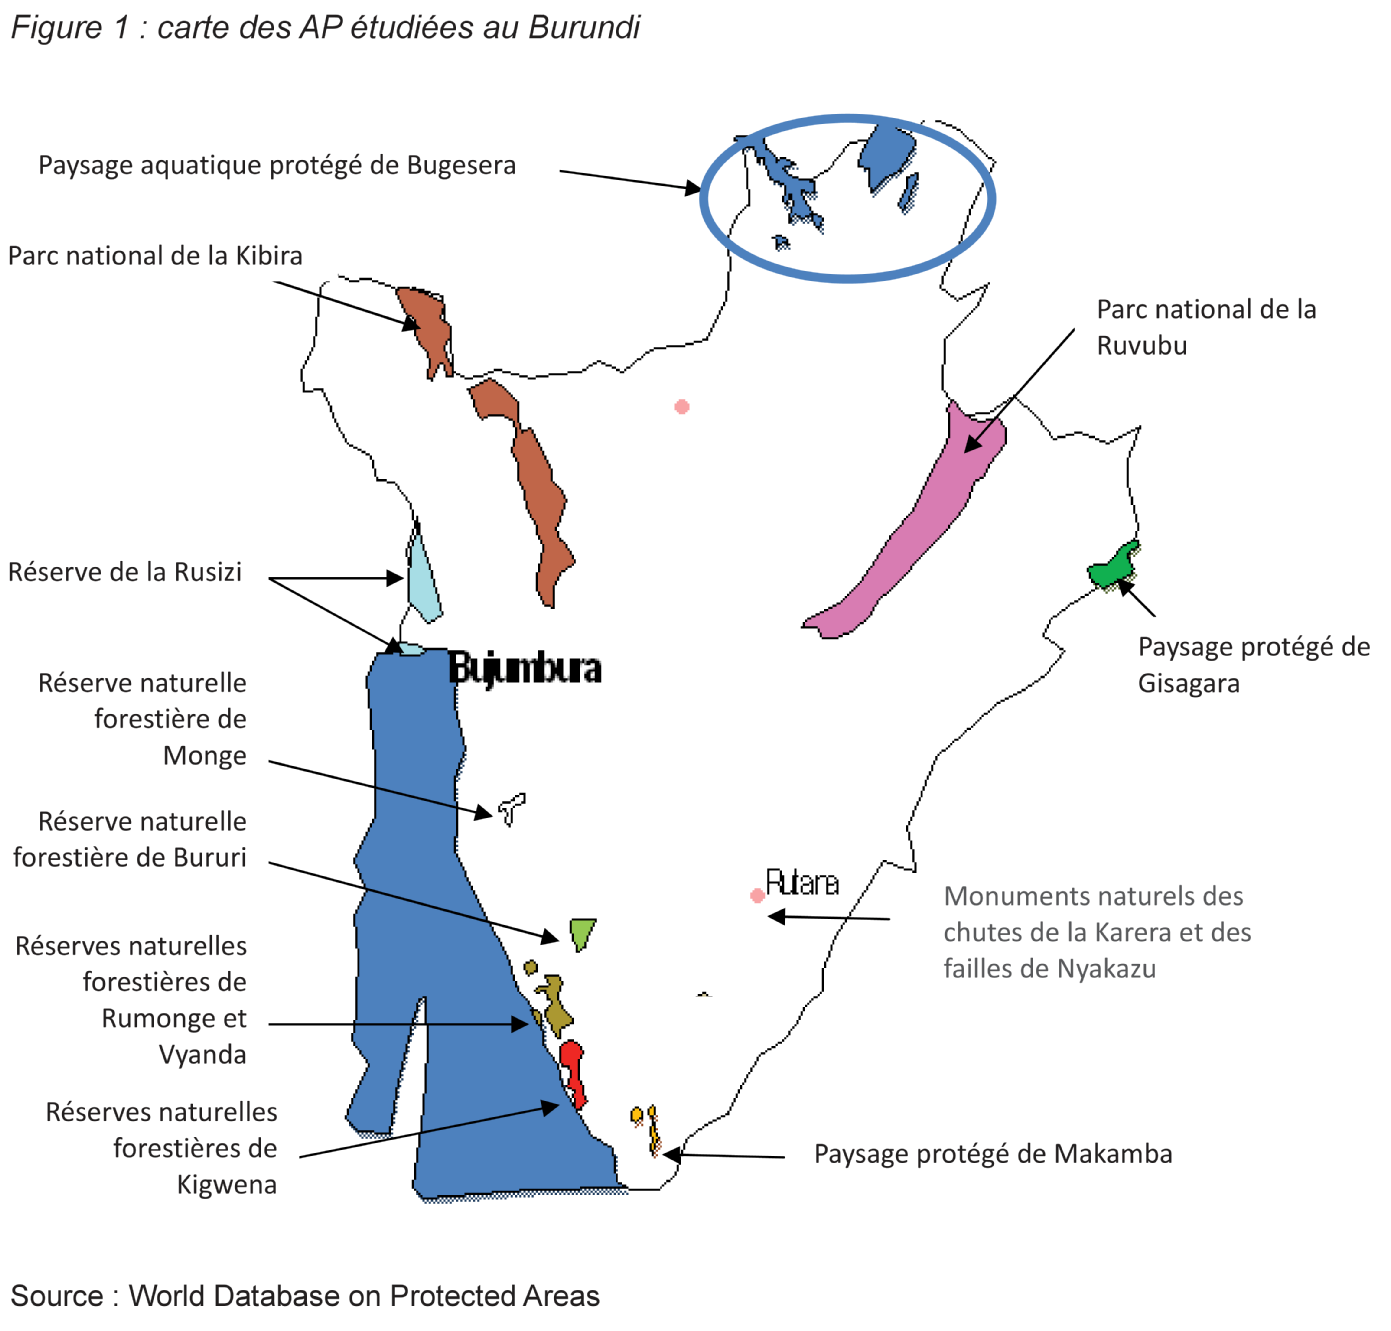 Figure 1 : carte des AP étudiées au Burundi
Paysage aquatique protégé de Bugesera
Parc national de la Kibira
Parc national de la
Ruvubu
Réserve de la Rusizi
Paysage protégé de
Gisagara
Bujumbura
Réserve naturelle
forestière de
Monge
Réserve naturelle
forestière de Bururi
Rutana
Monuments naturels des
chutes de la Karera et des
failles de Nyakazu
Réserves naturelles
forestières de
Rumonge et
Vyanda
Réserves naturelles
forestières de
Kigwena
Paysage protégé de Makamba
Source : World Database on Protected Areas